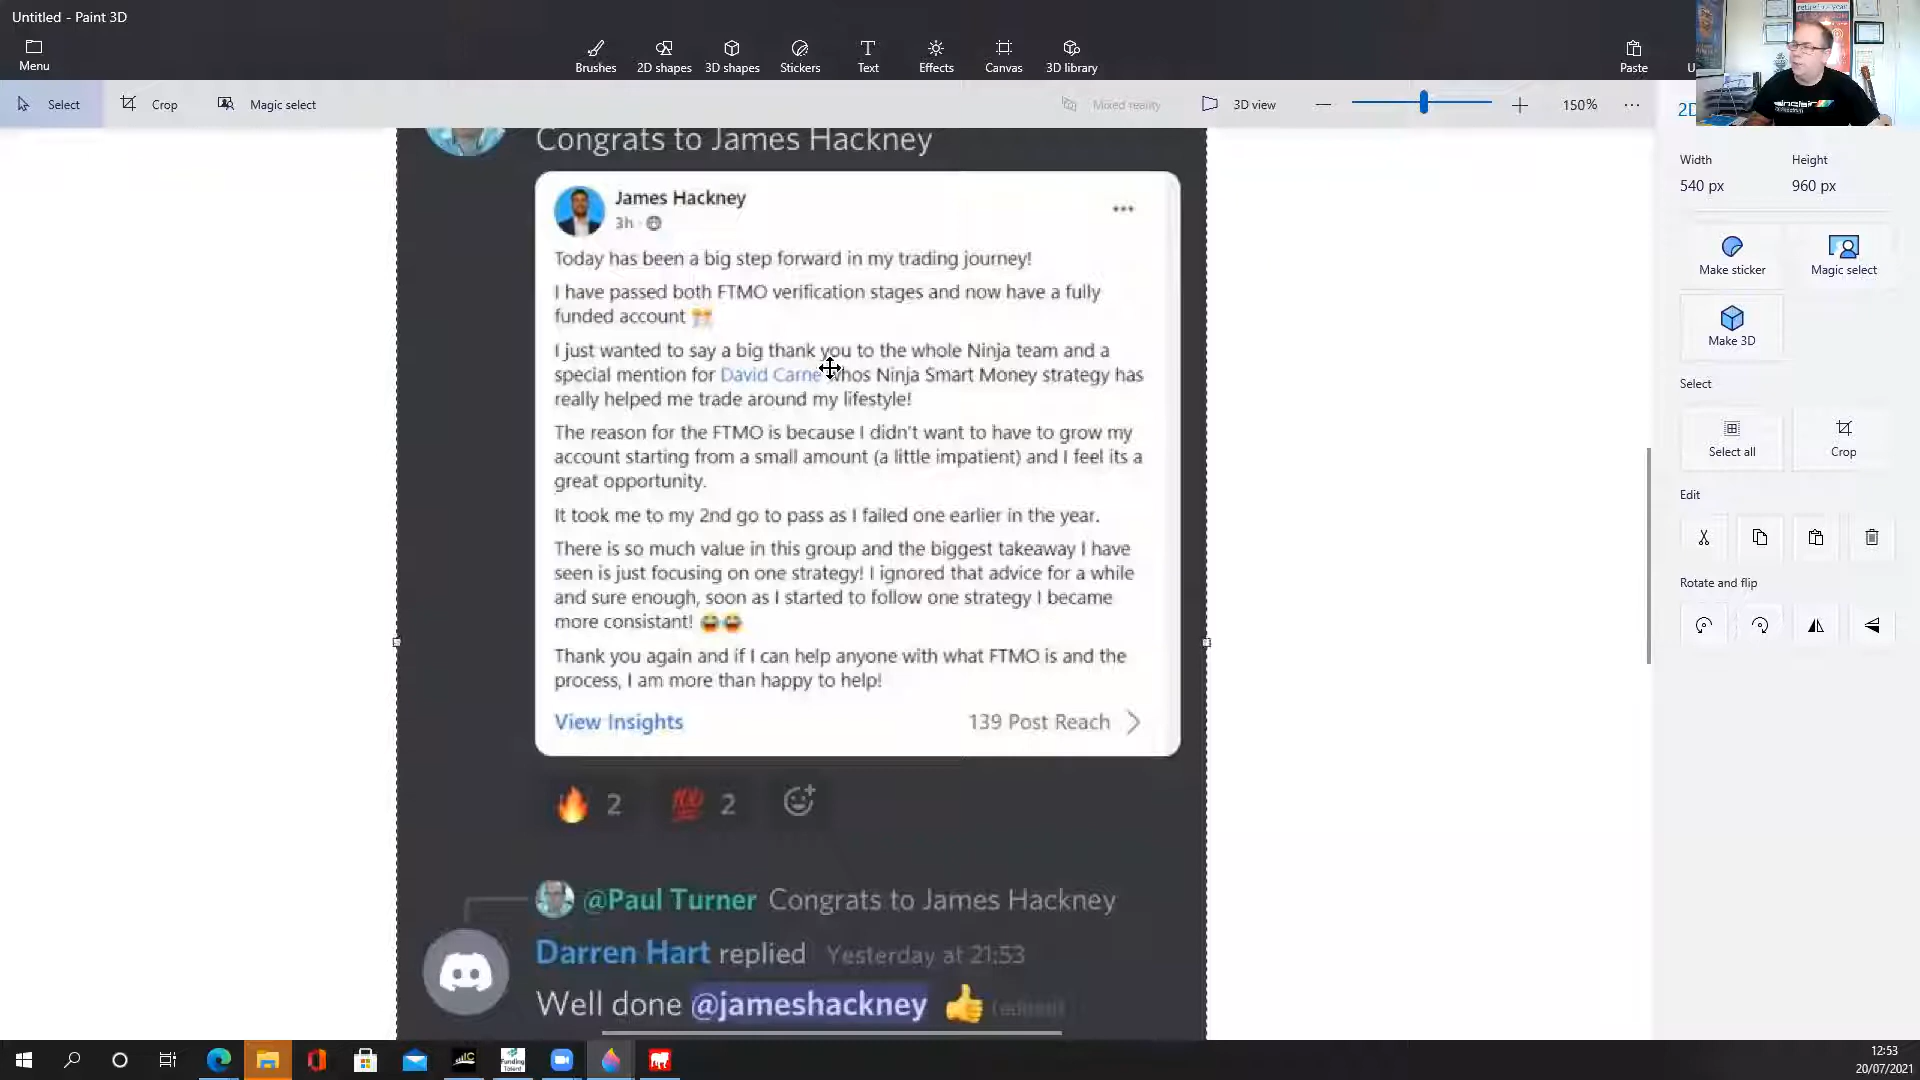 Untitled - Paint 3D
Menu
Brushes
2D shapes
3D shapes
Stickers
Text
Effects
Canvas
3D library
Paste
Select
Crop
Magic select
Mixed reality
3D view
150%
Width
Height
540 px
960 px
Make sticker
Magic select
Make 3D
Select
Select all
Crop
Edit
Rotate and flip
Congrats to James Hackney
James Hackney
3h
Today has been a big step forward in my trading journey!
I have passed both FTMO verification stages and now have a fully
funded account
I just wanted to say a big thank you to the whole Ninja team and a
special mention for David Carne whos Ninja Smart Money strategy has
really helped me trade around my lifestyle!
The reason for the FTMO is because I didn't want to have to grow my
account starting from a small amount (a little impatient) and I feel its a
great opportunity.
It took me to my 2nd go to pass as I failed one earlier in the year.
There is so much value in this group and the biggest takeaway I have
seen is just focusing on one strategy! I ignored that advice for a while
and sure enough, soon as I started to follow one strategy I became
more consistant!
Thank you again and if I can help anyone with what FTMO is and the
process, I am more than happy to help!
View Insights
139 Post Reach
2
2
@Paul Turner Congrats to James Hackney
Darren Hart replied Yesterday at 21:53
Well done @jameshackney (edited)
Funding
Talent
12:53
20/07/2021